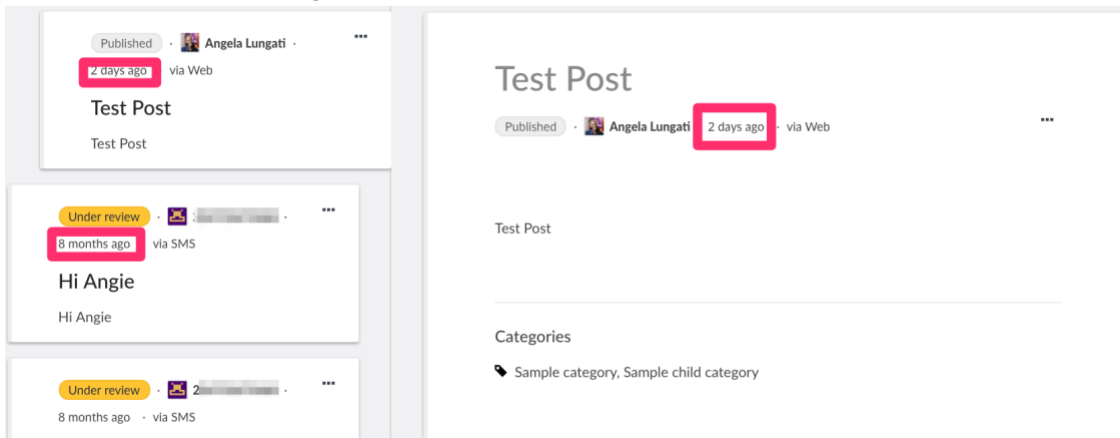 Published · Angela Lungati ·
2 days ago · via Web
Test Post
Test Post
Under review · ·
8 months ago via SMS
Hi Angie
Hi Angie
Under review · 2 ·
8 months ago · via SMS
Test Post
Published · Angela Lungati 2 days ago · via Web
Test Post
Categories
Sample category, Sample child category